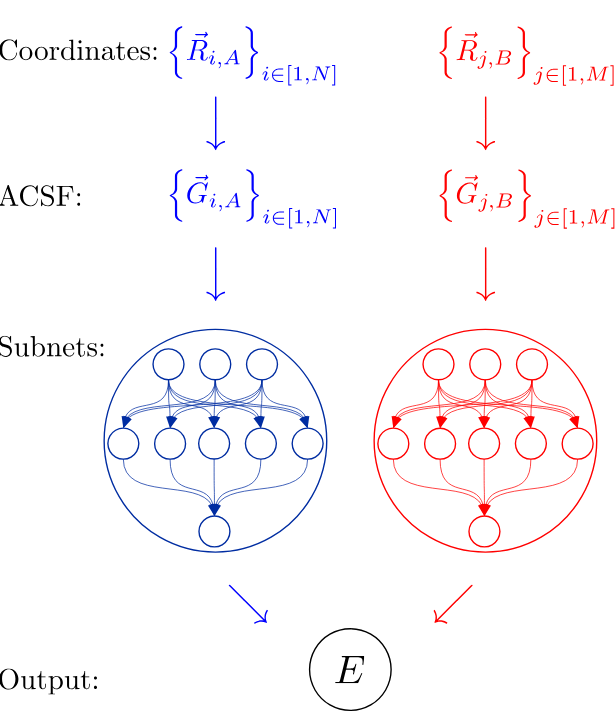 Coordinates: {R⃗_{i,A}}_{i∈[1,N]} {R⃗_{j,B}}_{j∈[1,M]}
ACSF: {G⃗_{i,A}}_{i∈[1,N]} {G⃗_{j,B}}_{j∈[1,M]}
Subnets:
Output: E